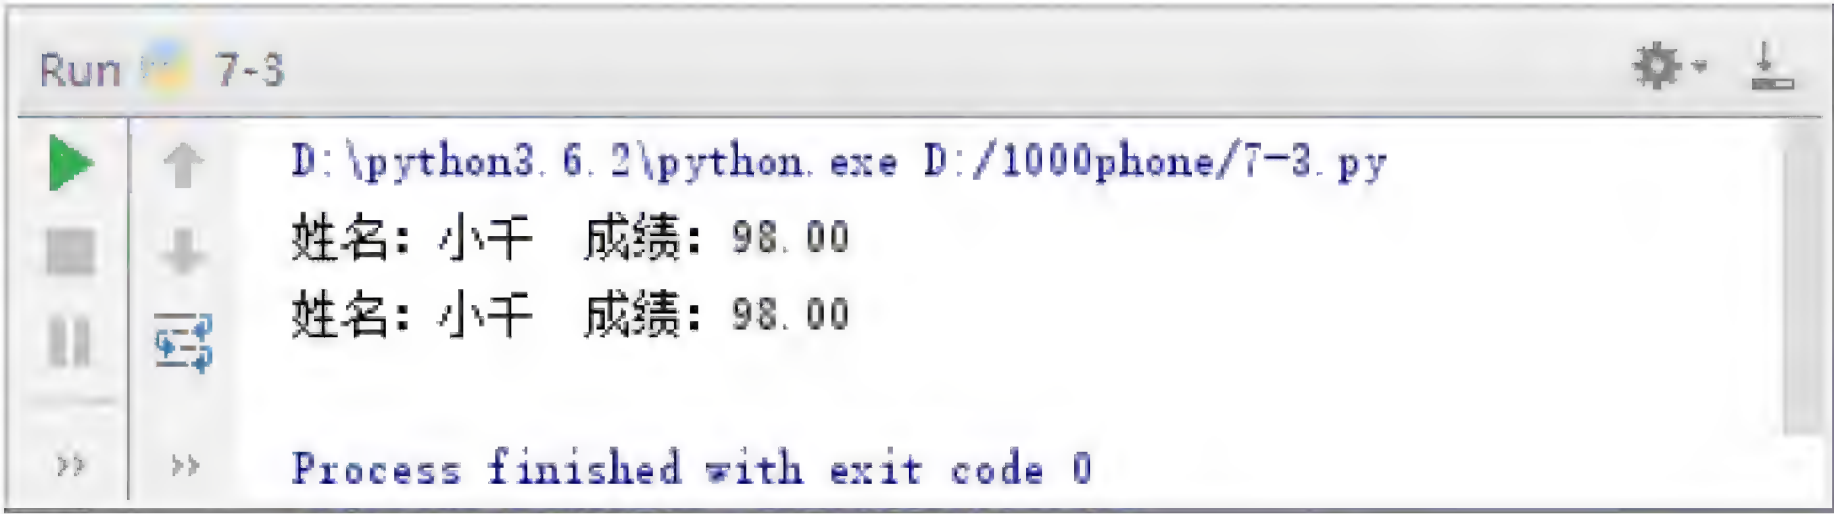 Run 7-3
D:\python3.6.2\python.exe D:/1000phone/7-3.py
姓名：小千 成绩：98.00
姓名：小千 成绩：98.00
Process finished with exit code 0